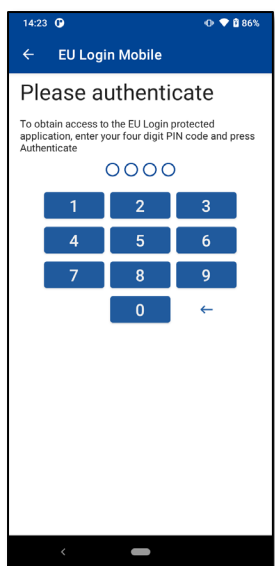 14:23 86%
EU Login Mobile
Please authenticate
To obtain access to the EU Login protected
application, enter your four digit PIN code and press
Authenticate
1 2 3
4 5 6
7 8 9
0